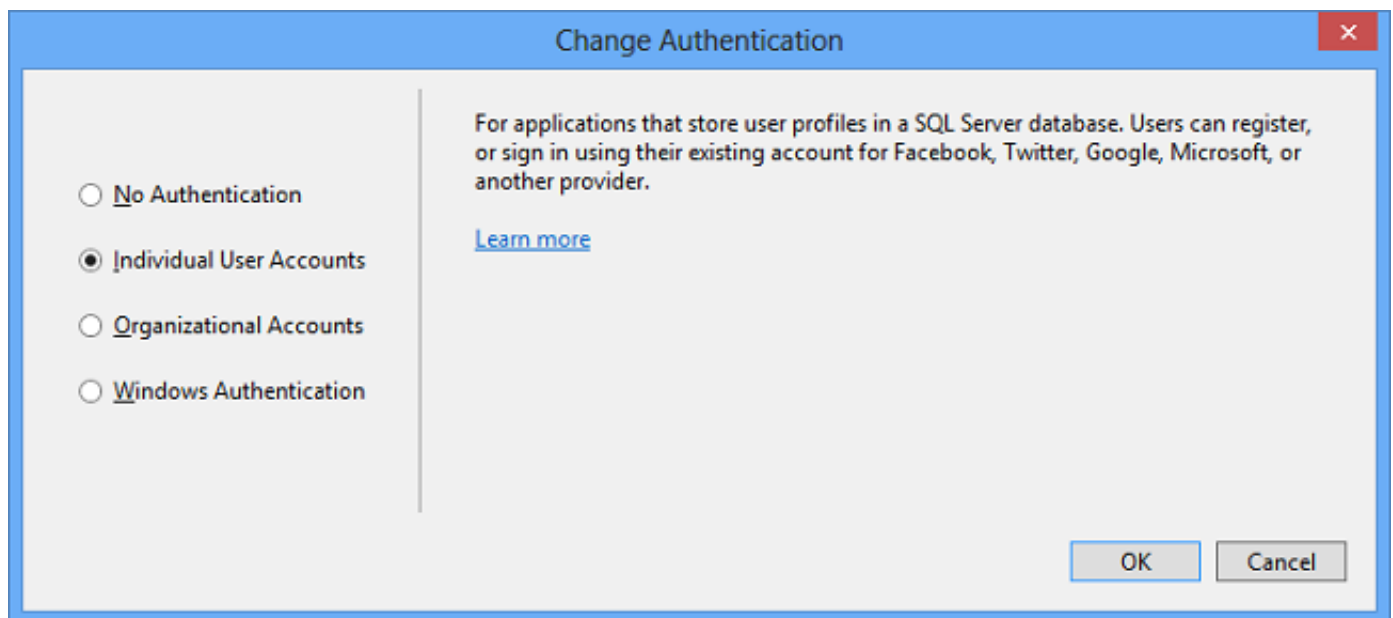 Change Authentication
No Authentication
Individual User Accounts
Organizational Accounts
Windows Authentication
For applications that store user profiles in a SQL Server database. Users can register,
or sign in using their existing account for Facebook, Twitter, Google, Microsoft, or
another provider.
Learn more
OK
Cancel